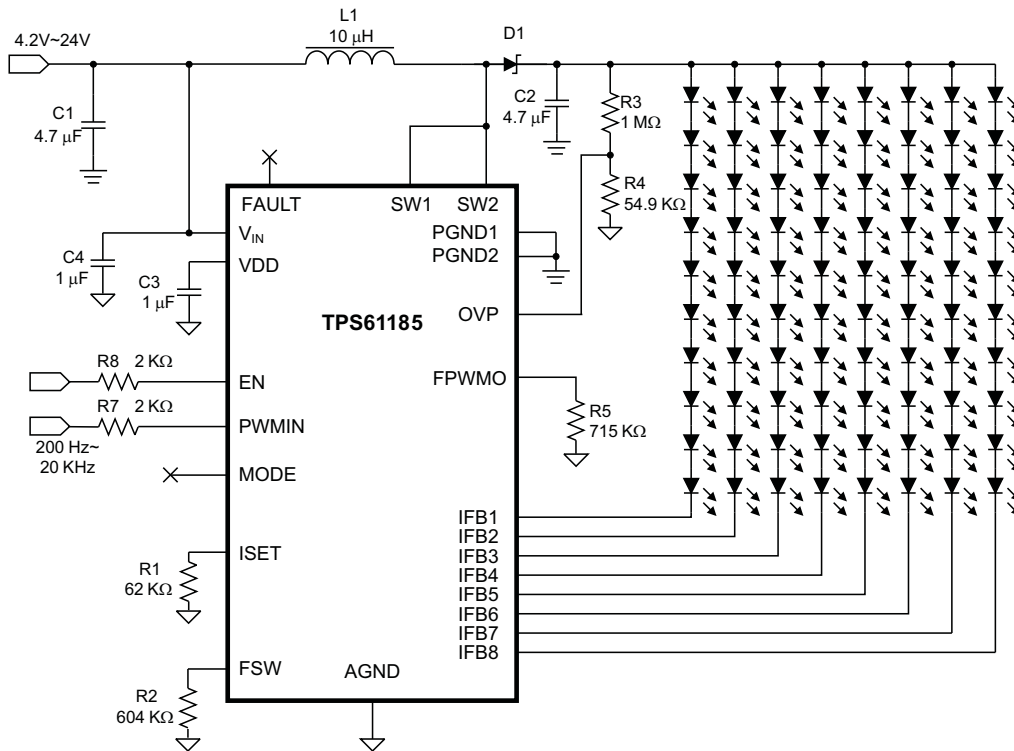 L1
10 μH
D1
4.2V~24V
C1
4.7 μF
C2
4.7 μF
R3
1 MΩ
R4
54.9 KΩ
FAULT
SW1
SW2
VIN
VDD
C4
1 μF
C3
1 μF
PGND1
PGND2
TPS61185
OVP
R8 2 KΩ
EN
FPWMO
R7 2 KΩ
PWMIN
200 Hz~
20 KHz
R5
715 KΩ
MODE
ISET
R1
62 KΩ
IFB1
IFB2
IFB3
IFB4
IFB5
IFB6
IFB7
IFB8
FSW
AGND
R2
604 KΩ